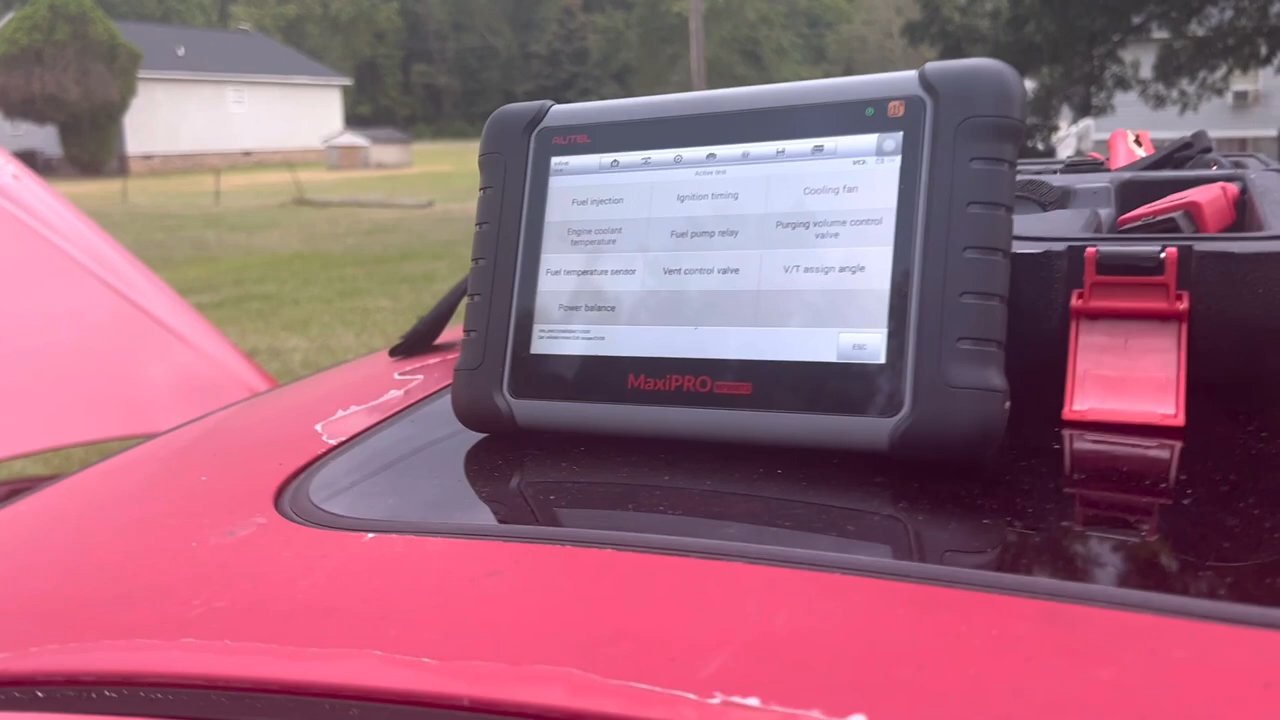 AUTEL
VCI
Active test
Fuel injection
Ignition timing
Cooling fan
Engine coolant
temperature
Fuel pump relay
Purging volume control
valve
Fuel temperature sensor
Vent control valve
V/T assign angle
Power balance
ESC
MaxiPRO